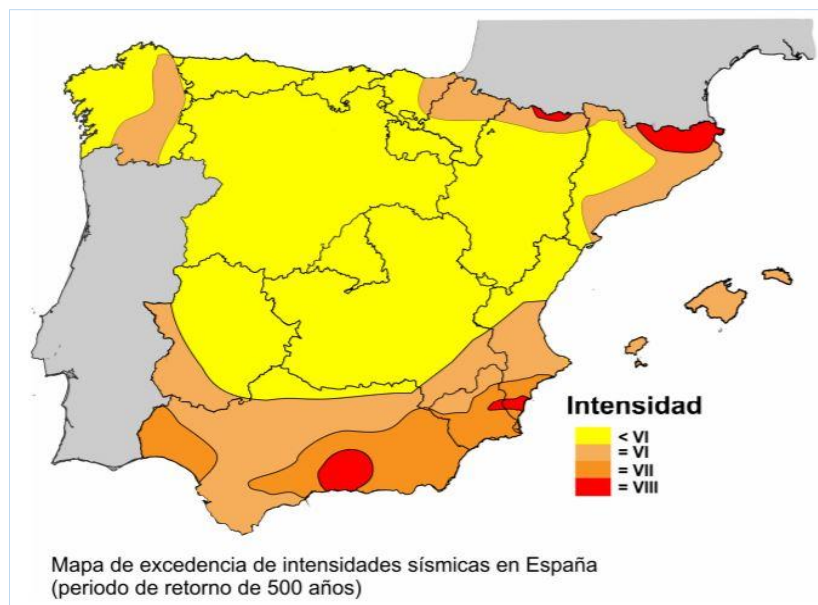 Intensidad
< VI
= VI
= VII
= VIII
Mapa de excedencia de intensidades sísmicas en España
(periodo de retorno de 500 años)